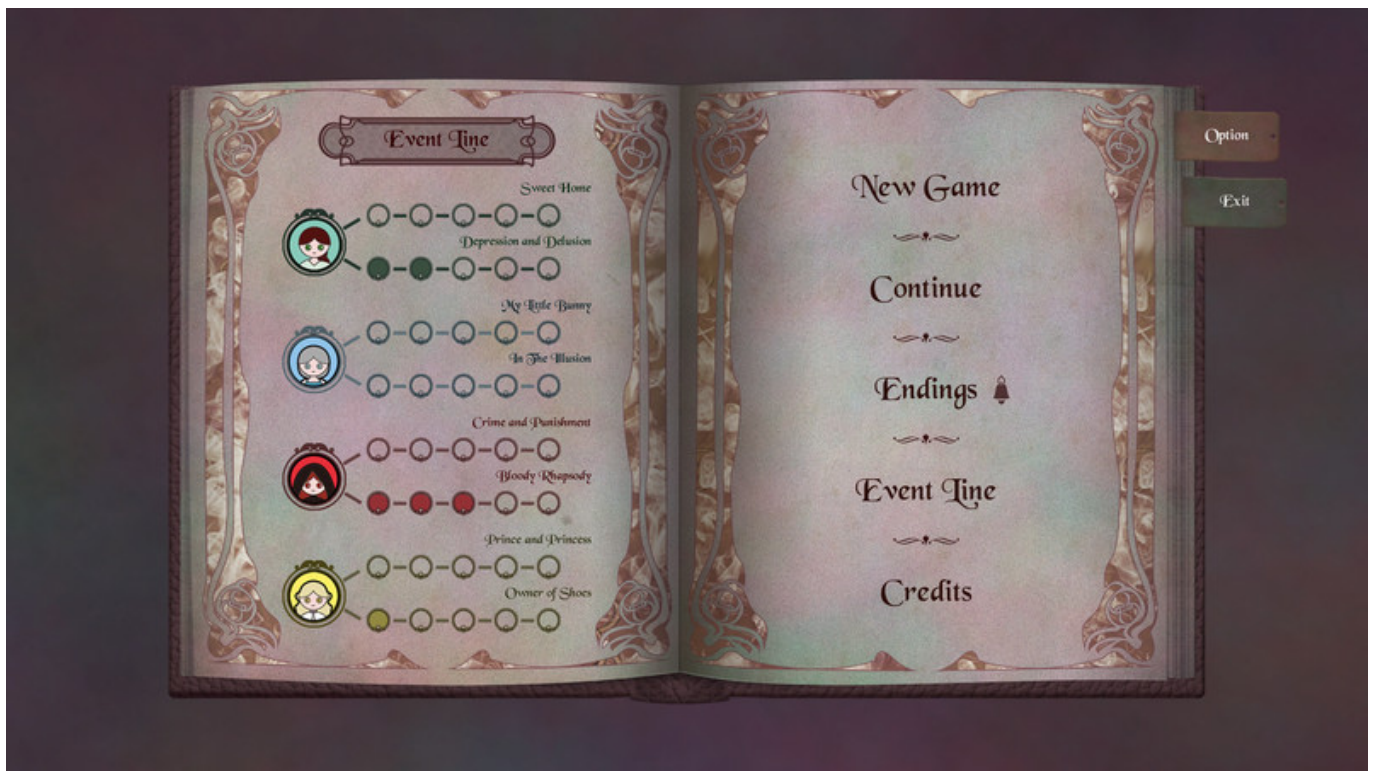 Event Line
Sweet Home
Depression and Delusion
My Little Bunny
In The Illusion
Crime and Punishment
Bloody Rhapsody
Prince and Princess
Owner of Shoes
New Game
Continue
Endings
Event Line
Credits
Option
Exit